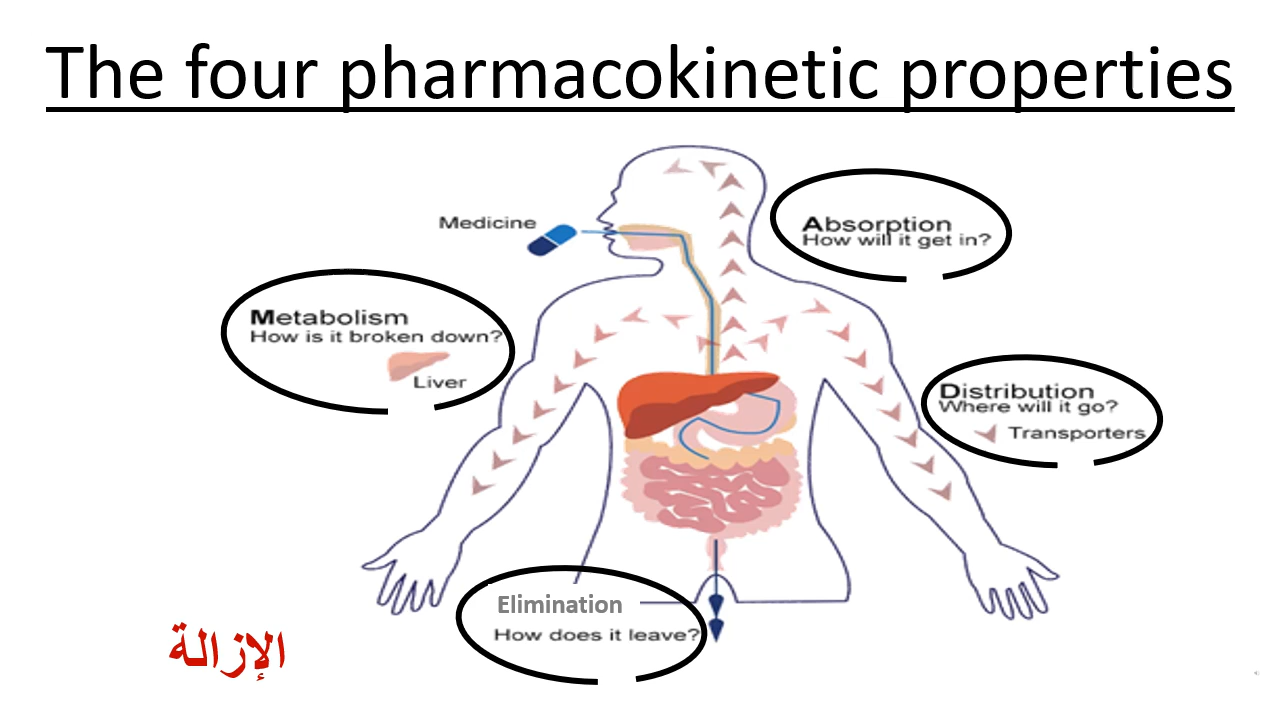 The four pharmacokinetic properties
Medicine
Absorption
How will it get in?
Metabolism
How is it broken down?
Liver
Distribution
Where will it go?
Transporters
Elimination
How does it leave?
الإزالة